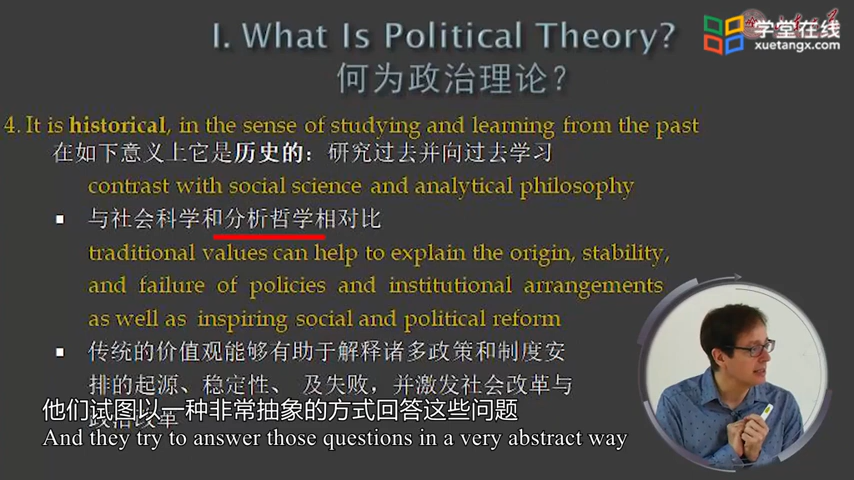 I. What Is Political Theory?
何为政治理论？
学堂在线
xuetangx.com
4. It is historical, in the sense of studying and learning from the past
在如下意义上它是历史的：研究过去并向过去学习
contrast with social science and analytical philosophy
▪ 与社会科学和分析哲学相对比
traditional values can help to explain the origin, stability,
and failure of policies and institutional arrangements
as well as inspiring social and political reform
▪ 传统的价值观能够有助于解释诸多政策和制度安
排的起源、稳定性、及失败，并激发社会改革与
政治改革
他们试图以一种非常抽象的方式回答这些问题
And they try to answer those questions in a very abstract way